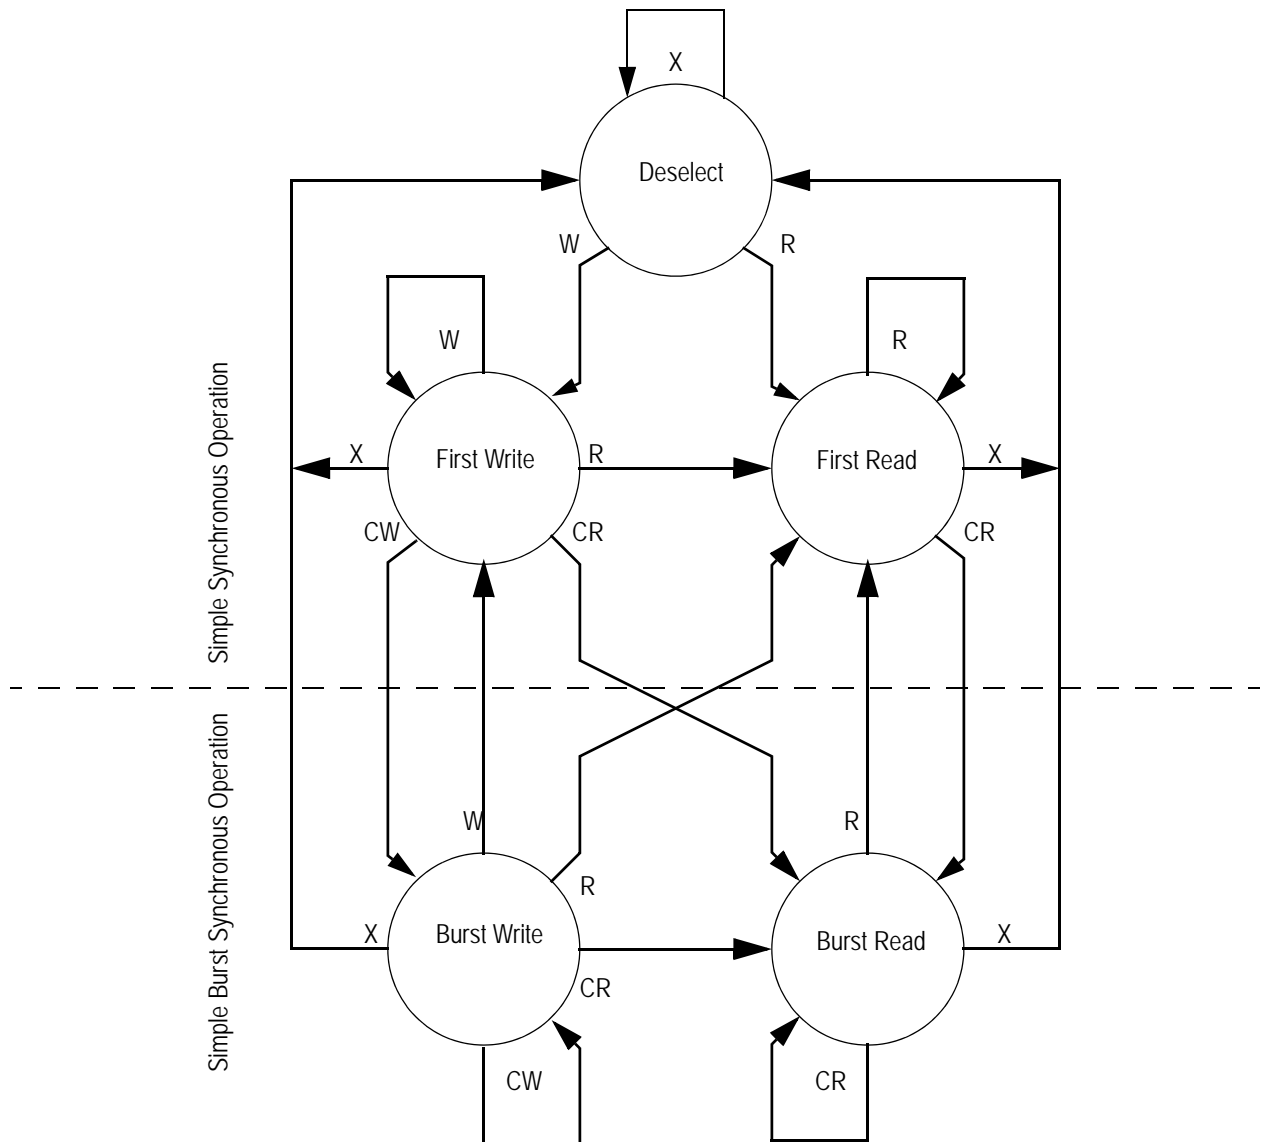 X
Deselect
W
R
W
R
Simple Synchronous Operation
X
First Write
R
First Read
X
CW
CR
CR
Simple Burst Synchronous Operation
W
R
R
X
Burst Write
Burst Read
X
CR
CW
CR